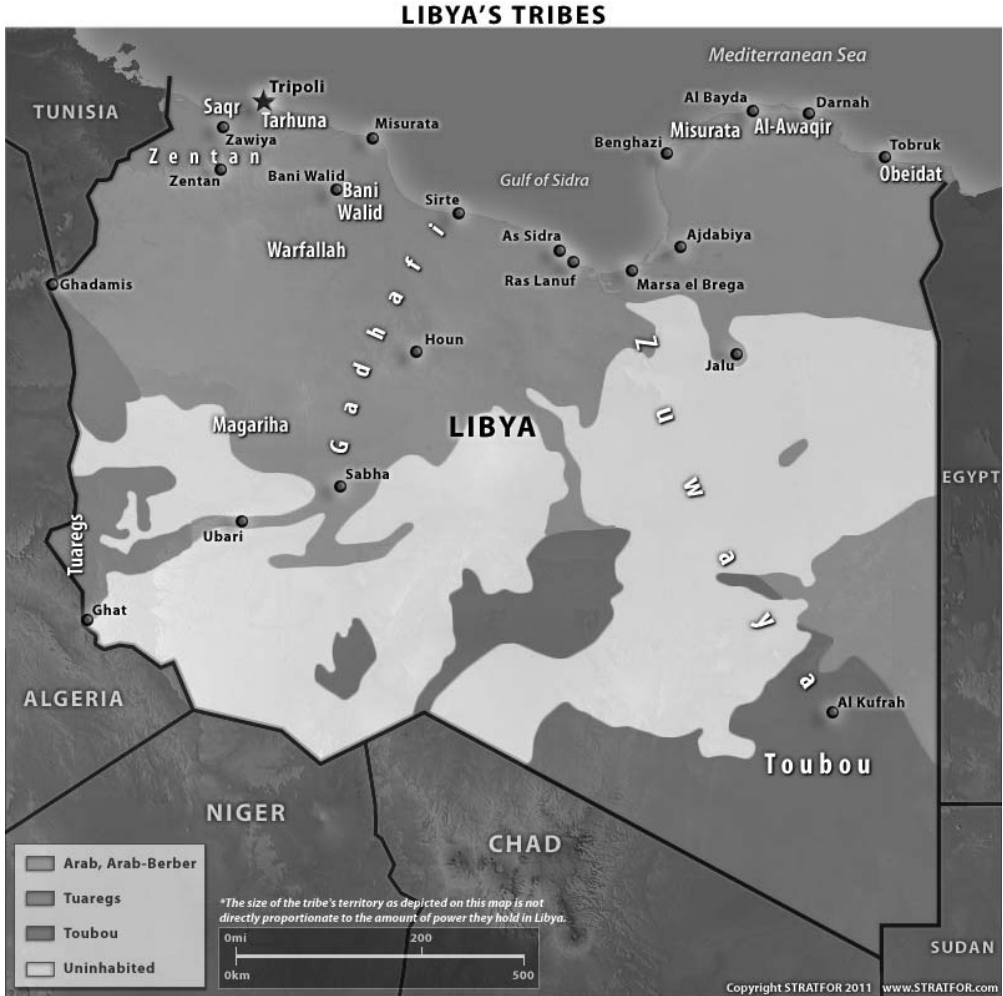 LIBYA'S TRIBES
Mediterranean Sea
TUNISIA
Tripoli
Saqr
Tarhuna
Zawiya
Misurata
Zentan
Zentan
Bani Walid
Bani
Walid
Sirte
Warfallah
Gulf of Sidra
Al Bayda
Darnah
Misurata
Al-Awaqir
Benghazi
Tobruk
Obeidat
As Sidra
Ajdabiya
Ras Lanuf
Marsa el Brega
Ghadamis
Gadhafi
Houn
Zuwaya
Jalu
Magariha
LIBYA
Sabha
EGYPT
Ubari
Tuaregs
Ghat
ALGERIA
Al Kufrah
Toubou
NIGER
CHAD
Arab, Arab-Berber
Tuaregs
Toubou
Uninhabited
*The size of the tribe's territory as depicted on this map is not
directly proportionate to the amount of power they hold in Libya.
0mi 200
0km 500
SUDAN
Copyright STRATFOR 2011 www.STRATFOR.com